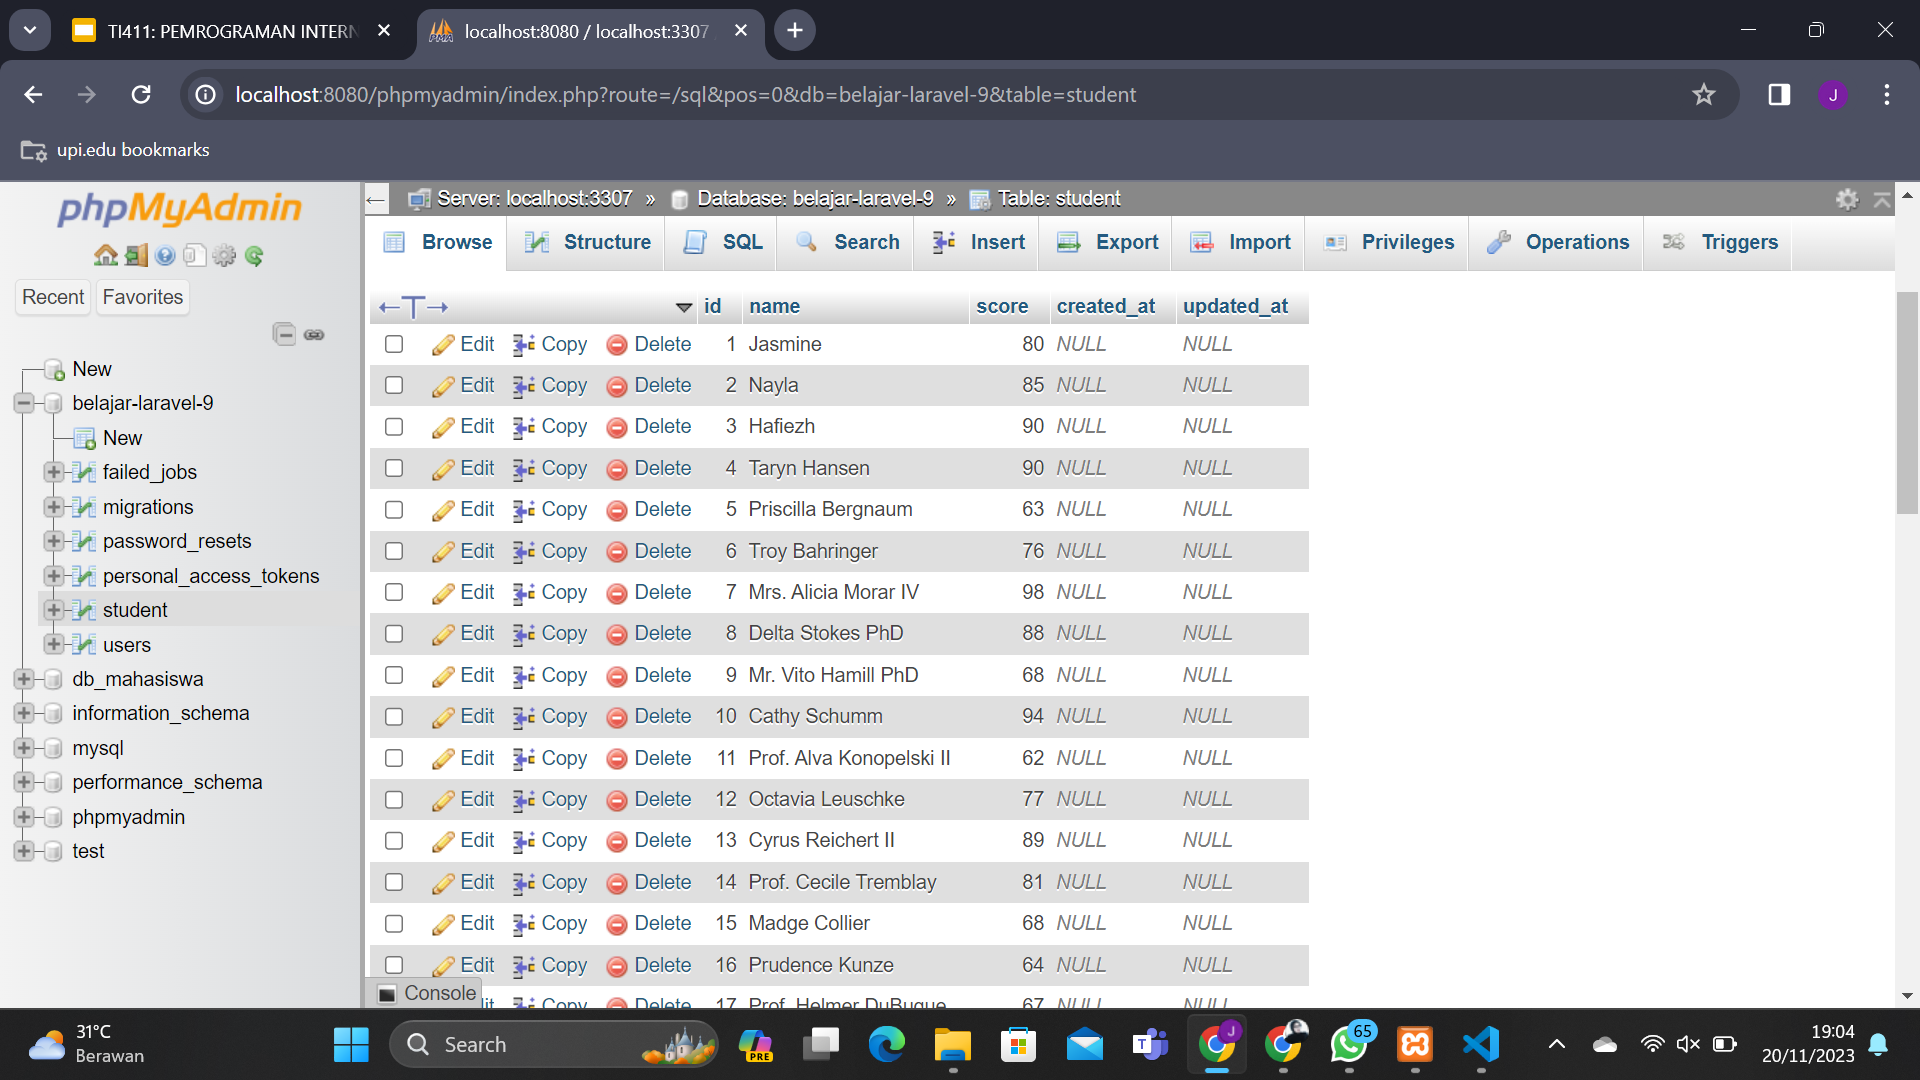 TI411: PEMROGRAMAN INTERN
localhost:8080 / localhost:3307
localhost:8080/phpmyadmin/index.php?route=/sql&pos=0&db=belajar-laravel-9&table=student
J
upi.edu bookmarks
phpMyAdmin
Recent Favorites
New
belajar-laravel-9
New
failed_jobs
migrations
password_resets
personal_access_tokens
student
users
db_mahasiswa
information_schema
mysql
performance_schema
phpmyadmin
test
Server: localhost:3307 » Database: belajar-laravel-9 » Table: student
Browse Structure SQL Search Insert Export Import Privileges Operations Triggers
←T→ id name score created_at updated_at
Edit Copy Delete 1 Jasmine 80 NULL NULL
Edit Copy Delete 2 Nayla 85 NULL NULL
Edit Copy Delete 3 Hafiezh 90 NULL NULL
Edit Copy Delete 4 Taryn Hansen 90 NULL NULL
Edit Copy Delete 5 Priscilla Bergnaum 63 NULL NULL
Edit Copy Delete 6 Troy Bahringer 76 NULL NULL
Edit Copy Delete 7 Mrs. Alicia Morar IV 98 NULL NULL
Edit Copy Delete 8 Delta Stokes PhD 88 NULL NULL
Edit Copy Delete 9 Mr. Vito Hamill PhD 68 NULL NULL
Edit Copy Delete 10 Cathy Schumm 94 NULL NULL
Edit Copy Delete 11 Prof. Alva Konopelski II 62 NULL NULL
Edit Copy Delete 12 Octavia Leuschke 77 NULL NULL
Edit Copy Delete 13 Cyrus Reichert II 89 NULL NULL
Edit Copy Delete 14 Prof. Cecile Tremblay 81 NULL NULL
Edit Copy Delete 15 Madge Collier 68 NULL NULL
Edit Copy Delete 16 Prudence Kunze 64 NULL NULL
Copy Delete 17 Prof. Helmer DuBuque 67 NULL NULL
Console
31°C
Berawan
Search
PRE
J
65
19:04
20/11/2023